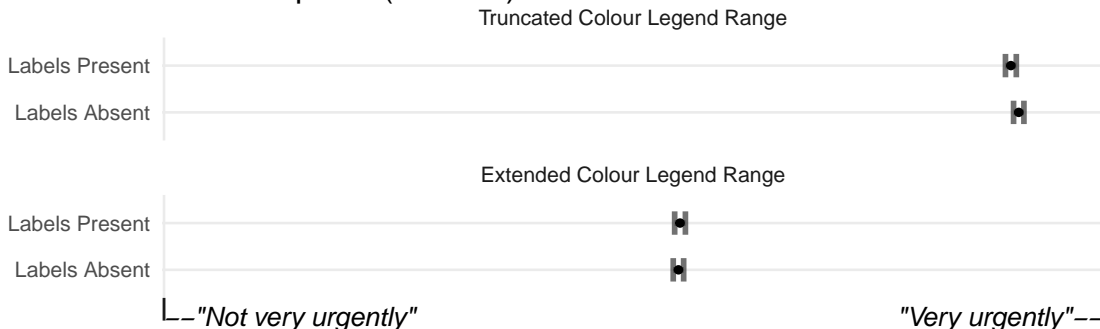 Truncated Colour Legend Range
Labels Present
Labels Absent
Extended Colour Legend Range
Labels Present
Labels Absent
"Not very urgently" "Very urgently"